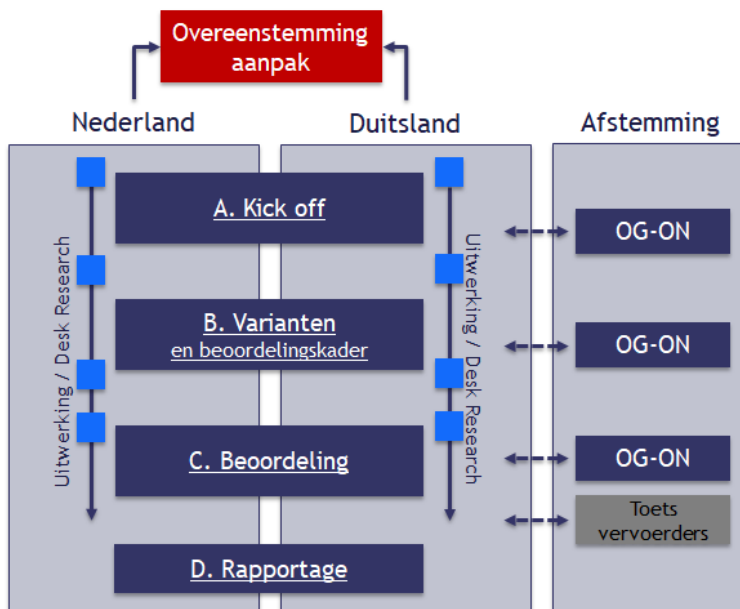 Overeenstemming
aanpak
Nederland
Duitsland
Afstemming
A. Kick off
OG-ON
Uitwerking / Desk Research
Uitwerking / Desk Research
B. Varianten
en beoordelingskader
OG-ON
C. Beoordeling
OG-ON
Toets
vervoerders
D. Rapportage